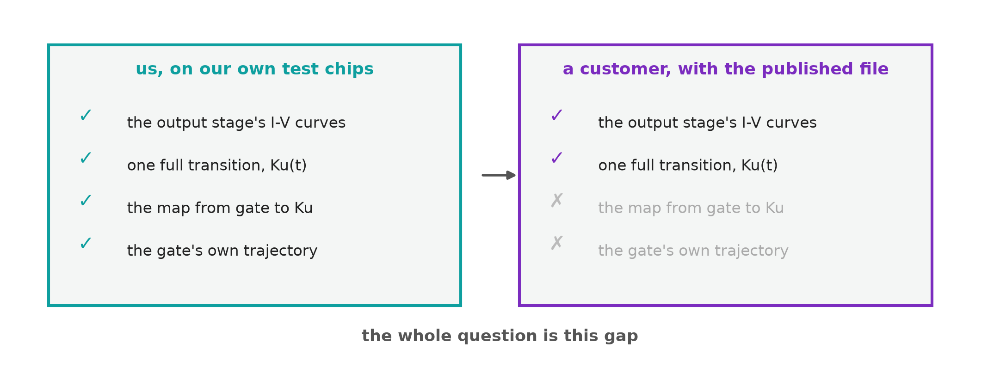 us, on our own test chips
✓ the output stage's I-V curves
✓ one full transition, Ku(t)
✓ the map from gate to Ku
✓ the gate's own trajectory
a customer, with the published file
✓ the output stage's I-V curves
✓ one full transition, Ku(t)
✗ the map from gate to Ku
✗ the gate's own trajectory
the whole question is this gap